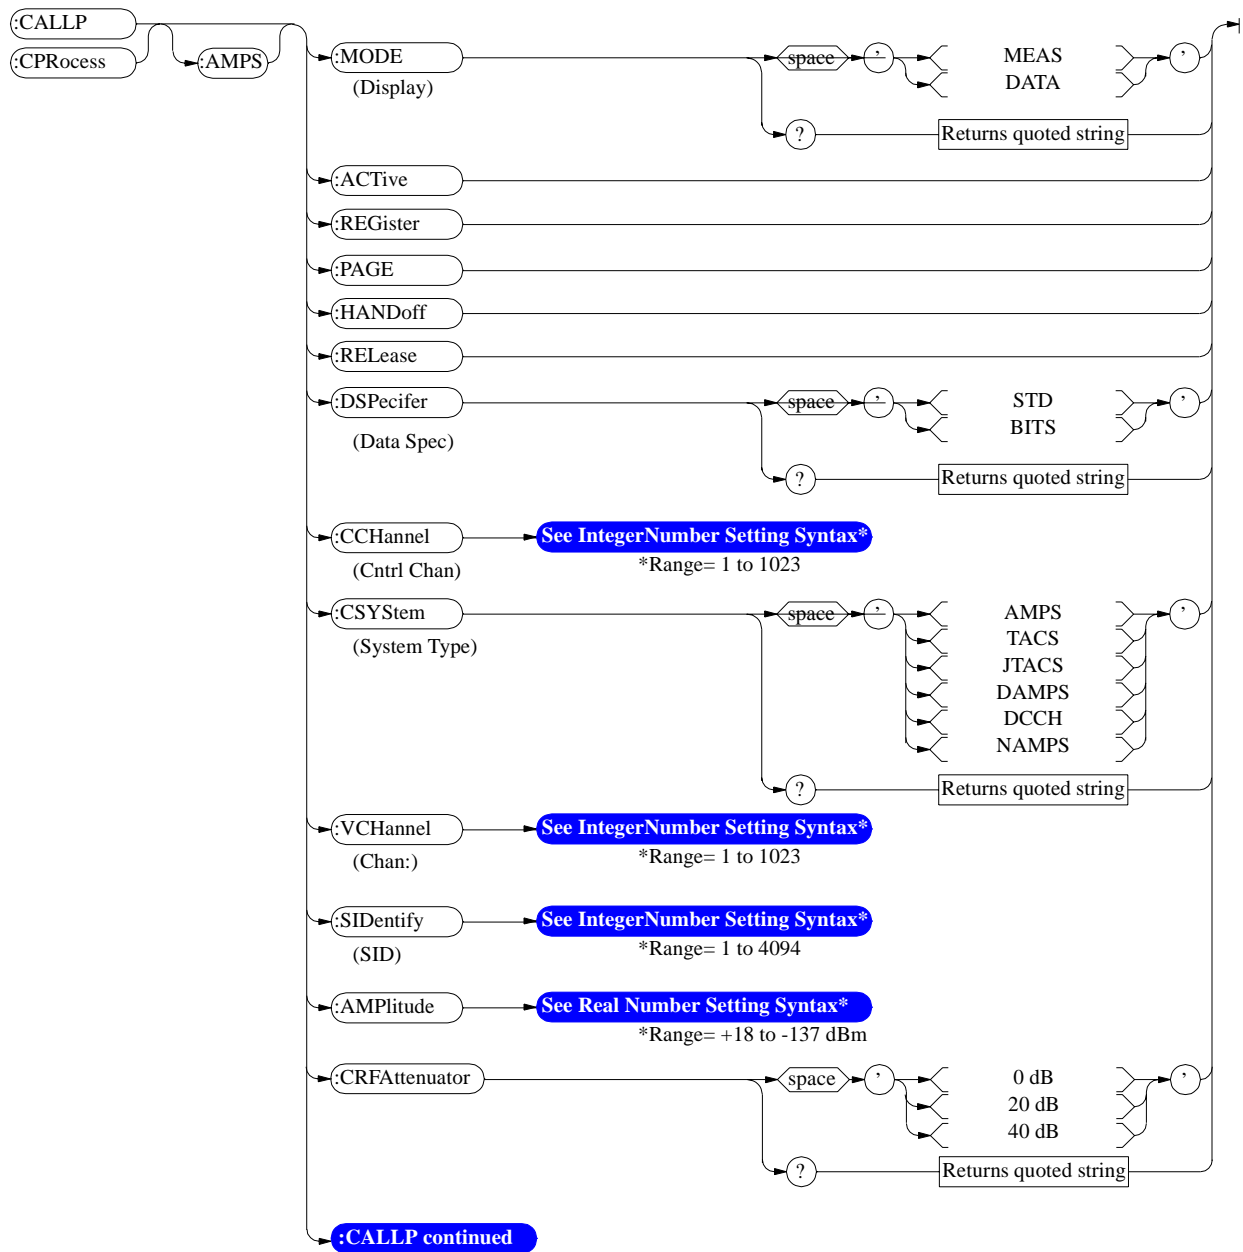 :CALLP
:CPRocess
:AMPS
:MODE
(Display)
space
’
MEAS
DATA
’
?
Returns quoted string
:ACTive
:REGister
:PAGE
:HANDoff
:RELease
:DSPecifer
(Data Spec)
space
’
STD
BITS
’
?
Returns quoted string
:CCHannel
See IntegerNumber Setting Syntax*
(Cntrl Chan)
*Range= 1 to 1023
:CSYStem
(System Type)
space
’
AMPS
TACS
JTACS
DAMPS
DCCH
NAMPS
’
?
Returns quoted string
:VCHannel
See IntegerNumber Setting Syntax*
(Chan:)
*Range= 1 to 1023
:SIDentify
See IntegerNumber Setting Syntax*
(SID)
*Range= 1 to 4094
:AMPlitude
See Real Number Setting Syntax*
*Range= +18 to -137 dBm
:CRFAttenuator
space
’
0 dB
20 dB
40 dB
’
?
Returns quoted string
:CALLP continued